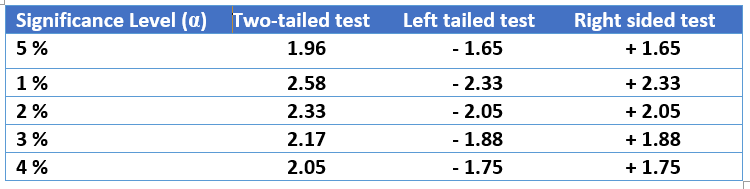 Significance Level (α) Two-tailed test Left tailed test Right sided test
5 % 1.96 - 1.65 + 1.65
1 % 2.58 - 2.33 + 2.33
2 % 2.33 - 2.05 + 2.05
3 % 2.17 - 1.88 + 1.88
4 % 2.05 - 1.75 + 1.75